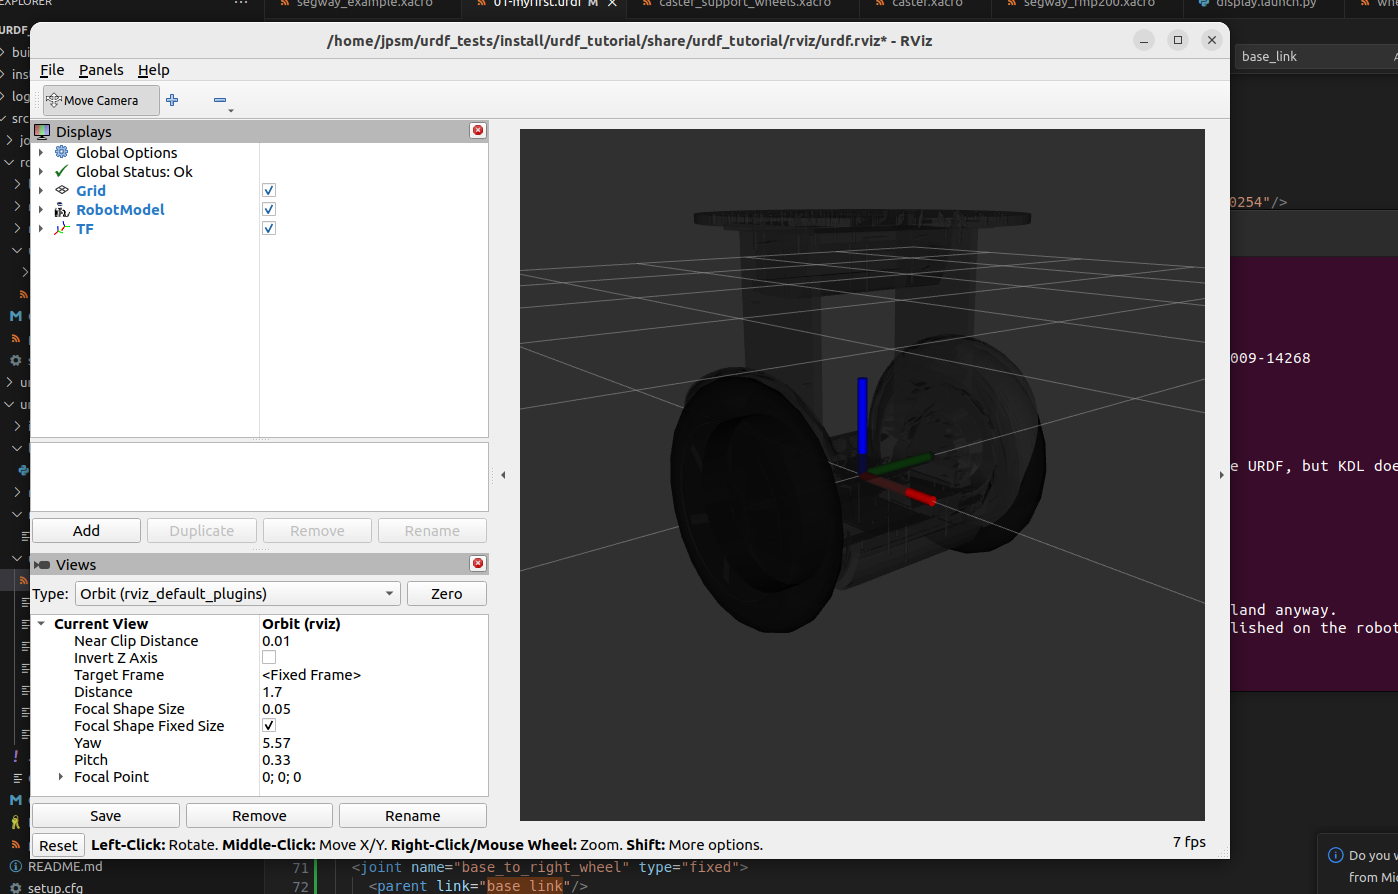 EXPLORER
segway_example.xacro
01-myfirst.urdf M
caster_support_wheels.xacro
caster.xacro
segway_rmp200.xacro
display.launch.py
/home/jpsm/urdf_tests/install/urdf_tutorial/share/urdf_tutorial/rviz/urdf.rviz* - RViz
base_link
File Panels Help
Move Camera
Displays
Global Options
Global Status: Ok
Grid
RobotModel
TF
0254"/>
009-14268
e URDF, but KDL doe
land anyway.
lished on the robot
Add
Duplicate
Remove
Rename
Views
Type: Orbit (rviz_default_plugins)
Zero
Current View Orbit (rviz)
Near Clip Distance 0.01
Invert Z Axis
Target Frame <Fixed Frame>
Distance 1.7
Focal Shape Size 0.05
Focal Shape Fixed Size
Yaw 5.57
Pitch 0.33
Focal Point 0; 0; 0
Save
Remove
Rename
Reset
Left-Click: Rotate. Middle-Click: Move X/Y. Right-Click/Mouse Wheel: Zoom. Shift: More options.
7 fps
README.md
setup.cfg
71 <joint name="base_to_right_wheel" type="fixed">
72 <parent link="base_link"/>
Do you
from Mic